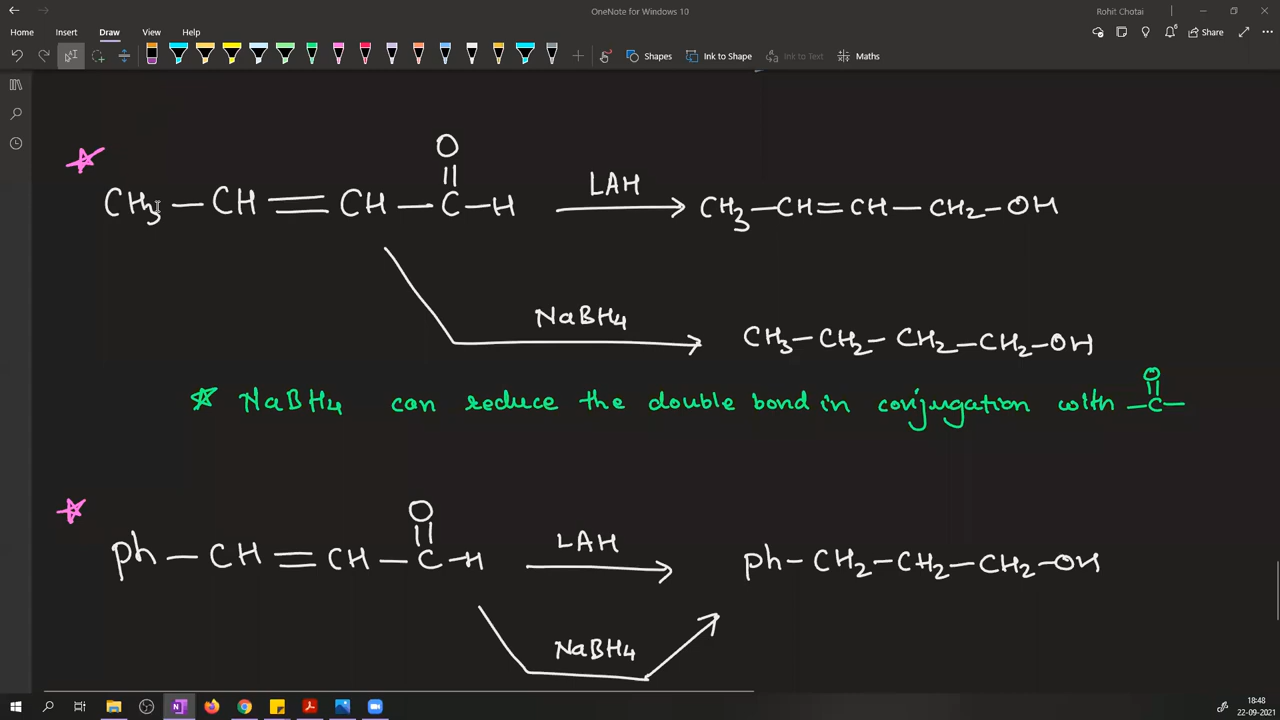 OneNote for Windows 10
Rohit Chatai
Home Insert Draw View Help
Share
Shapes Ink to Shape Ink to Text Maths
O
CH3—CH=CH—C—H LAH CH3—CH=CH—CH2—OH
NaBH4
CH3—CH2—CH2—CH2—OH
O
NaBH4 can reduce the double bond in conjugation with —C—
O
ph—CH=CH—C—H LAH ph—CH2—CH2—CH2—OH
NaBH4
18:48
22-09-2021